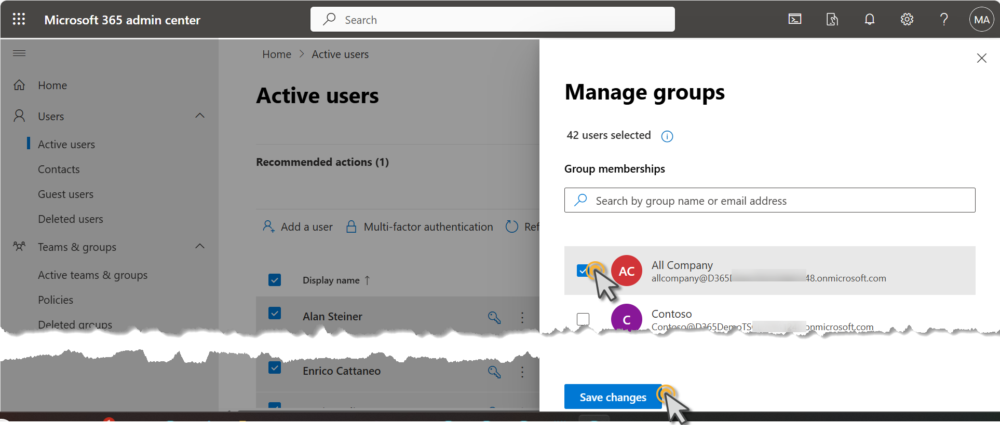 Microsoft 365 admin center
Search
MA
Home
Users
Active users
Contacts
Guest users
Deleted users
Teams & groups
Active teams & groups
Policies
Deleted groups
Home > Active users
Active users
Recommended actions (1)
Add a user
Multi-factor authentication
Ref
Display name ↑
Alan Steiner
Enrico Cattaneo
Manage groups
42 users selected
Group memberships
Search by group name or email address
AC
All Company
allcompany@D365 48.onmicrosoft.com
C
Contoso
Contoso@D365DemoTS onmicrosoft.com
Save changes